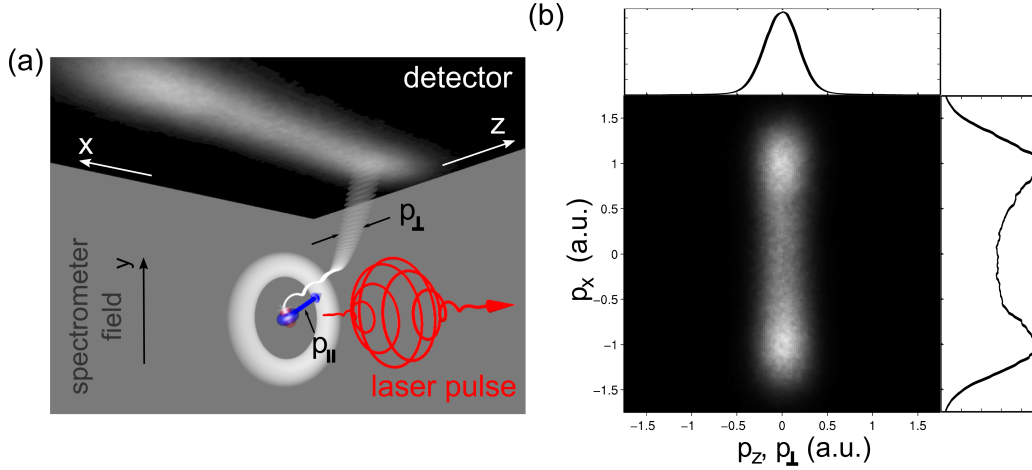 (a)
detector
x
z
p⊥
spectrometer
field
y
p||
laser pulse
(b)
1.5
1
0.5
0
−0.5
−1
−1.5
pₓ (a.u.)
−1.5 −1 −0.5 0 0.5 1 1.5
p_z, p⊥ (a.u.)